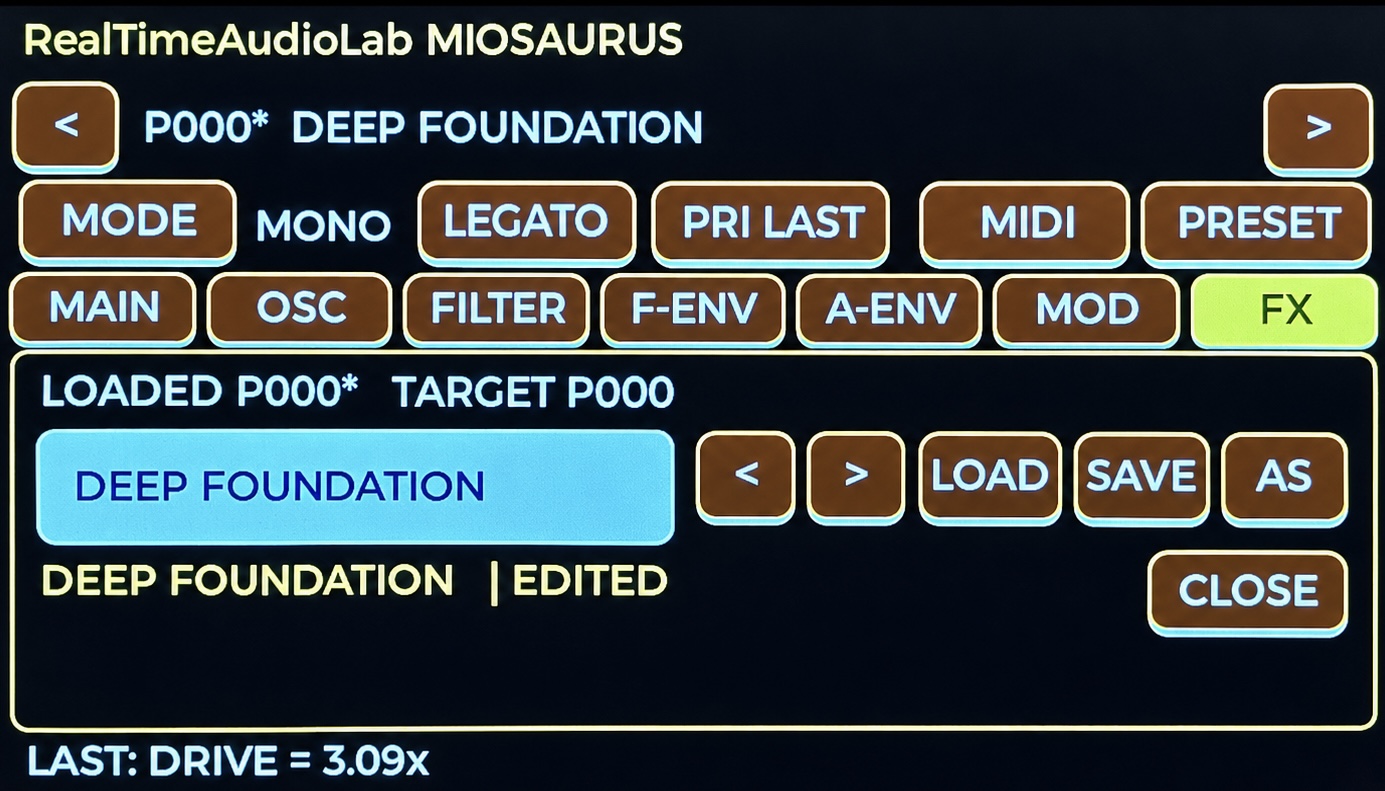 RealTimeAudioLab MIOSAURUS
< P000* DEEP FOUNDATION >
MODE MONO LEGATO PRI LAST MIDI PRESET
MAIN OSC FILTER F-ENV A-ENV MOD FX
LOADED P000* TARGET P000
DEEP FOUNDATION < > LOAD SAVE AS
DEEP FOUNDATION | EDITED
CLOSE
LAST: DRIVE = 3.09x